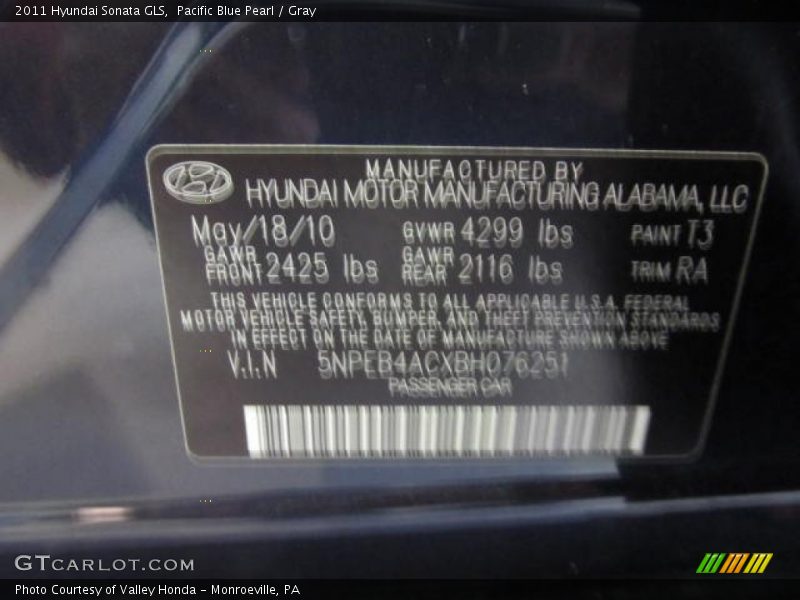 2011 Hyundai Sonata GLS,  Pacific Blue Pearl / Gray
MANUFACTURED BY
HYUNDAI MOTOR MANUFACTURING ALABAMA, LLC
May/18/10 GVWR 4299 lbs PAINT T3
GAWR FRONT 2425 lbs GAWR REAR 2116 lbs TRIM RA
THIS VEHICLE CONFORMS TO ALL APPLICABLE U.S.A. FEDERAL
MOTOR VEHICLE SAFETY, BUMPER, AND THEFT PREVENTION STANDARDS
IN EFFECT ON THE DATE OF MANUFACTURE SHOWN ABOVE
V.I.N 5NPEB4ACXBH076251
PASSENGER CAR
GTCARLOT.COM
Photo Courtesy of Valley Honda - Monroeville, PA